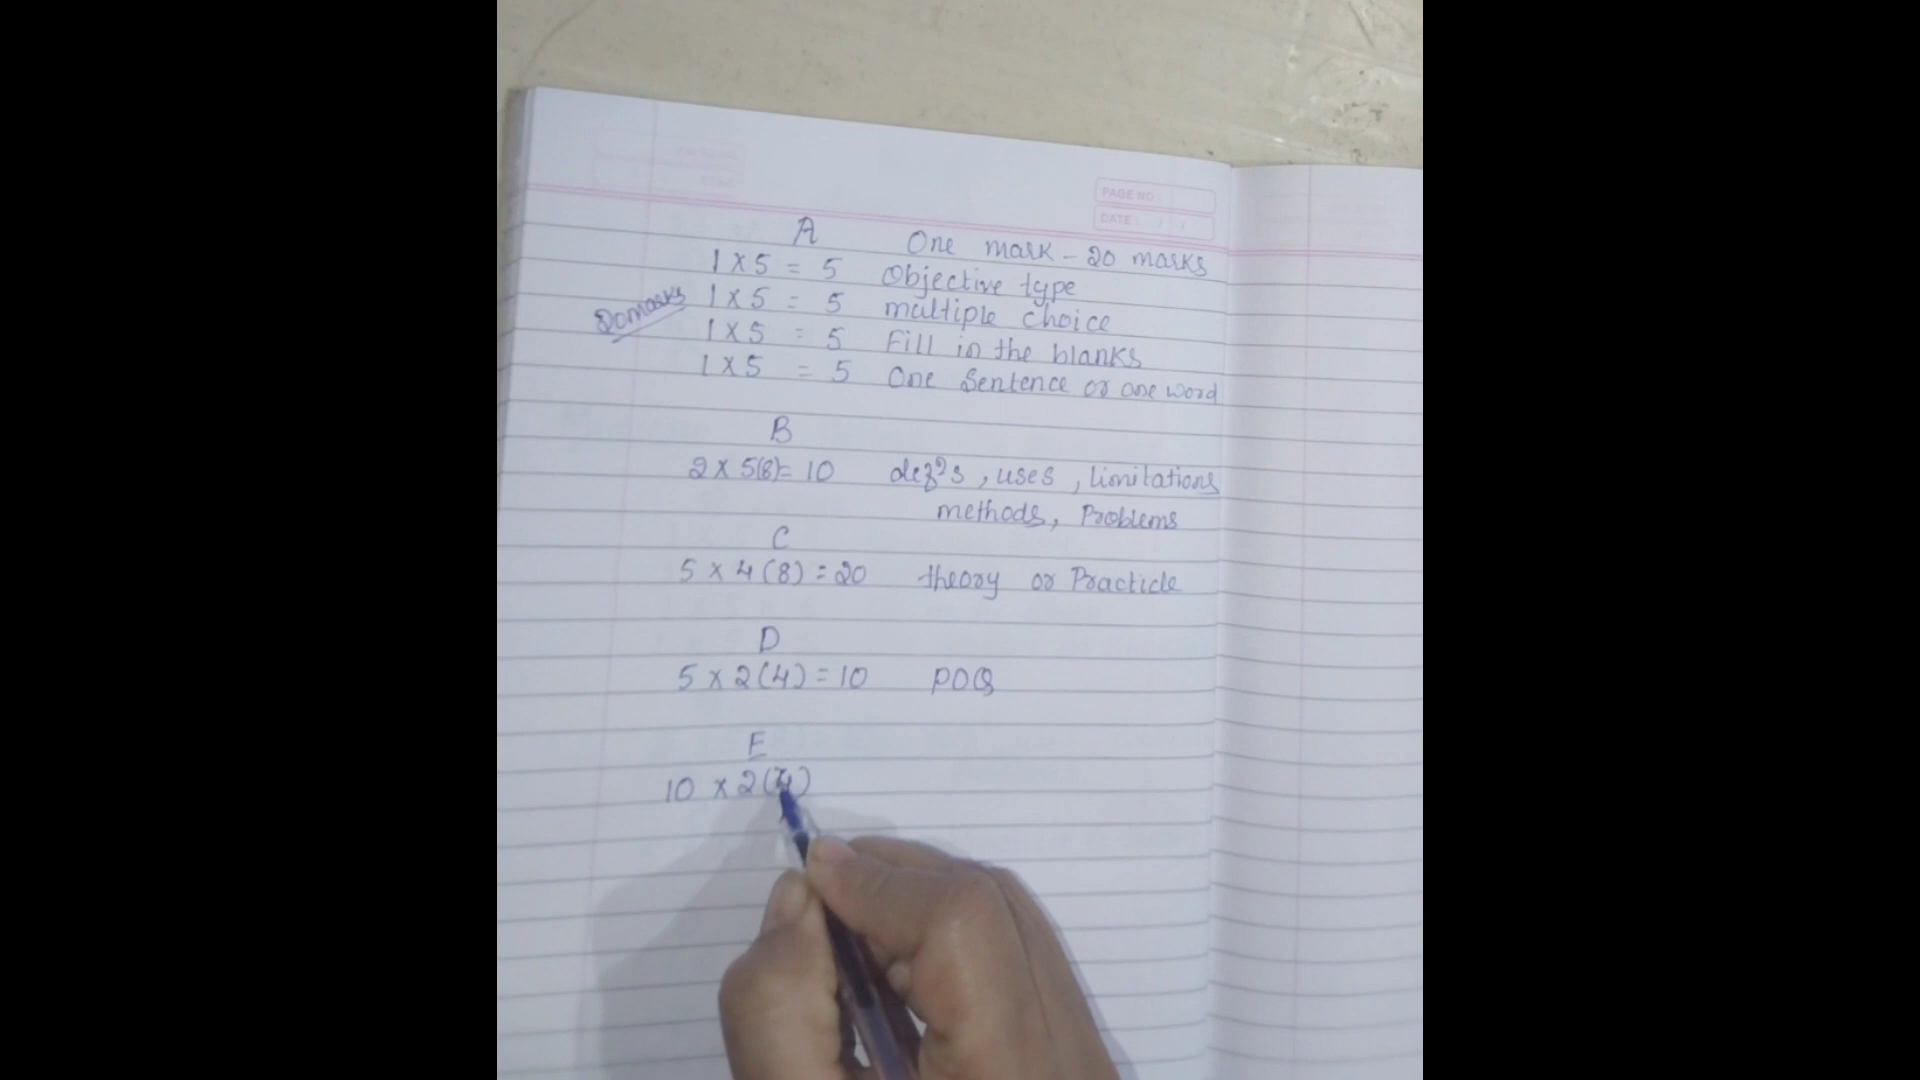 PAGE NO.:
DATE: / /
A One mark - 20 marks
1 x 5 = 5 Objective type
20 marks 1 x 5 = 5 multiple choice
1 x 5 = 5 Fill in the blanks
1 x 5 = 5 One Sentence or one word
B
2 x 5(8) = 10 def²s, uses, limitations
methods, Problems
C
5 x 4(8) = 20 theory or Practicle
D
5 x 2(4) = 10 POQ
E
10 x 2(4)